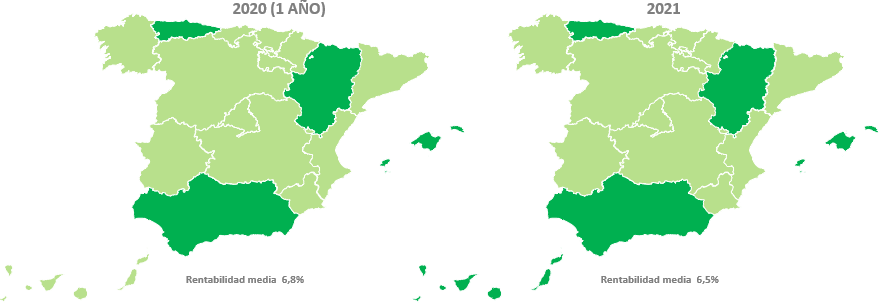 2020 (1 AÑO)
2021
Rentabilidad media 6,8%
Rentabilidad media 6,5%